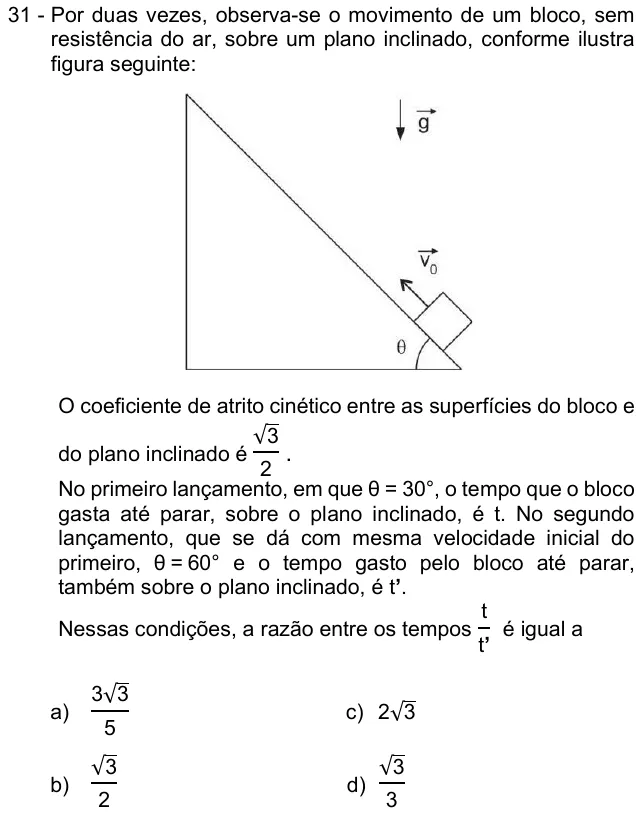 31 - Por duas vezes, observa-se o movimento de um bloco, sem
resistência do ar, sobre um plano inclinado, conforme ilustra
figura seguinte:
g
v₀
θ
O coeficiente de atrito cinético entre as superfícies do bloco e
do plano inclinado é √3/2 .
No primeiro lançamento, em que θ = 30°, o tempo que o bloco
gasta até parar, sobre o plano inclinado, é t. No segundo
lançamento, que se dá com mesma velocidade inicial do
primeiro, θ = 60° e o tempo gasto pelo bloco até parar,
também sobre o plano inclinado, é t’.
Nessas condições, a razão entre os tempos t/t’ é igual a
a) 3√3/5
b) √3/2
c) 2√3
d) √3/3